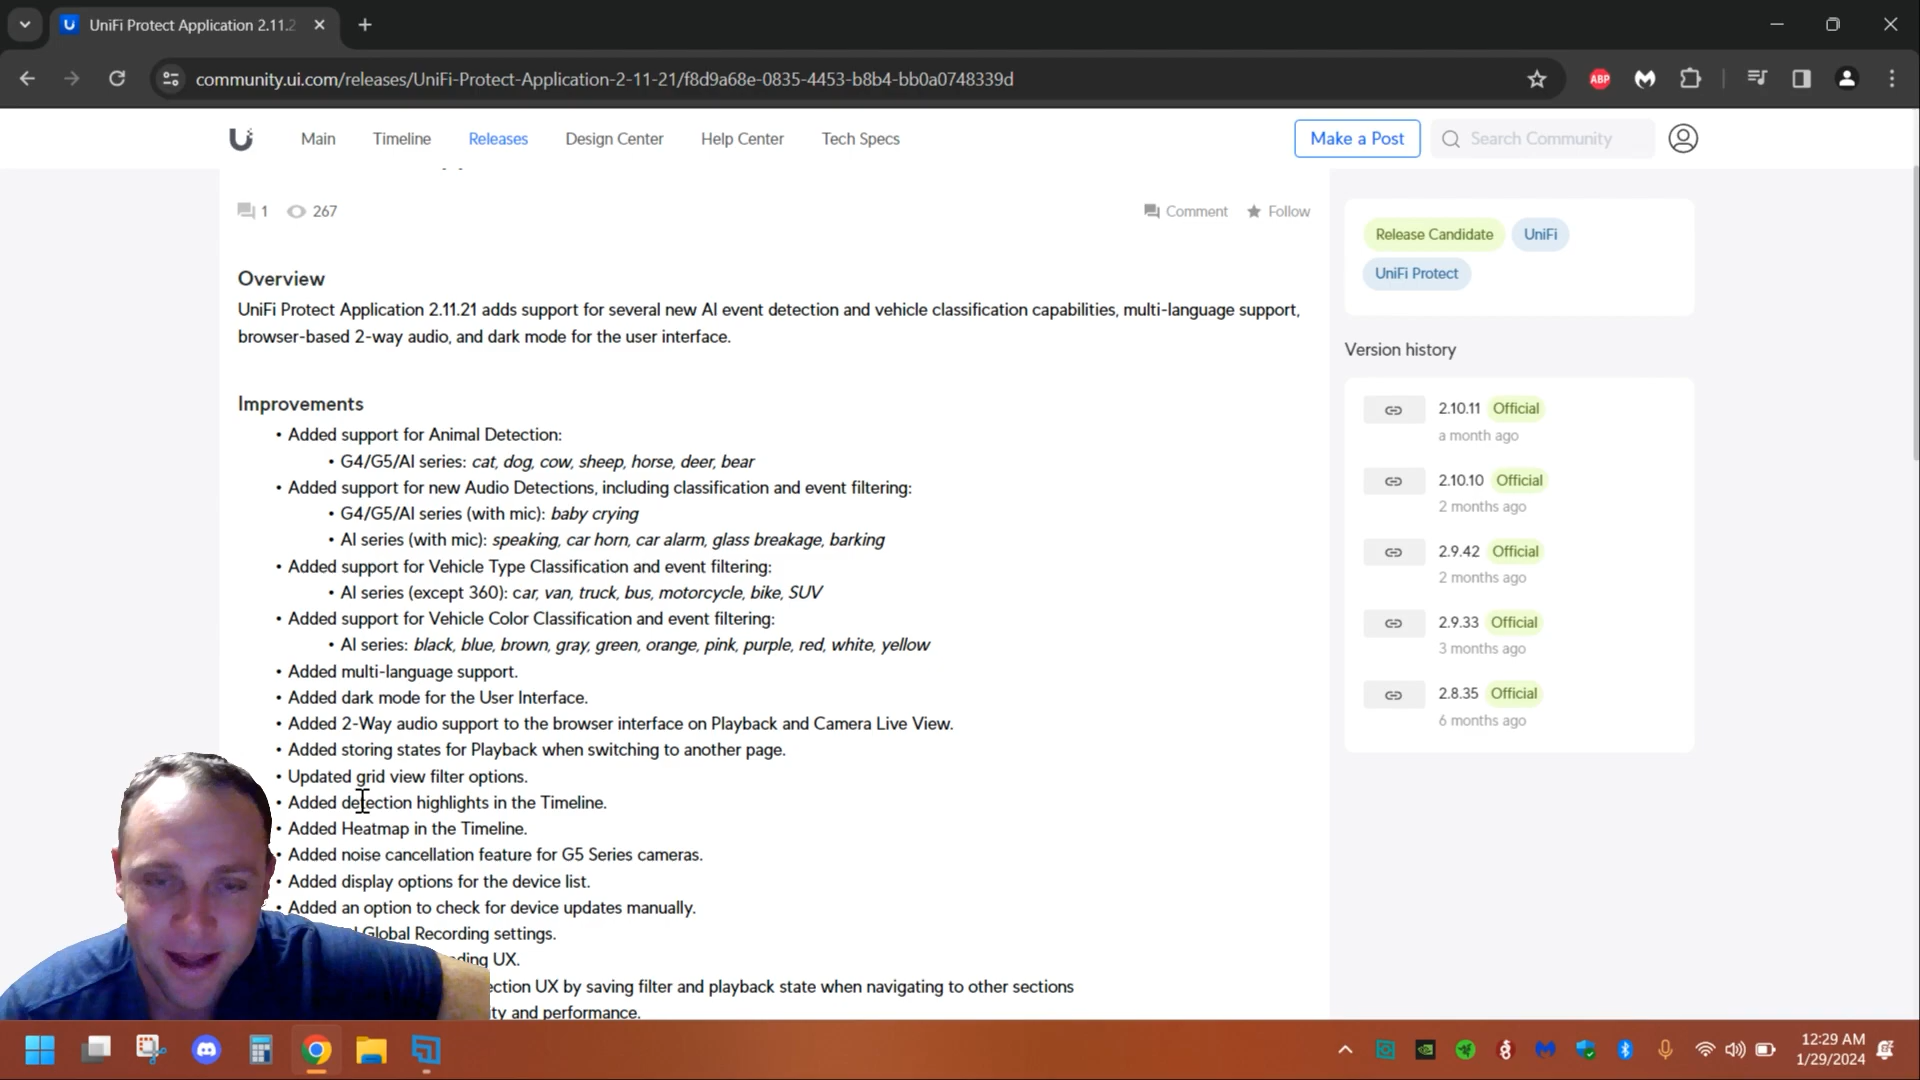 UniFi Protect Application 2.11.2
community.ui.com/releases/UniFi-Protect-Application-2-11-21/f8d9a68e-0835-4453-b8b4-bb0a0748339d
ABP
Main Timeline Releases Design Center Help Center Tech Specs
Make a Post
Search Community
1 267
Comment Follow
Overview
UniFi Protect Application 2.11.21 adds support for several new AI event detection and vehicle classification capabilities, multi-language support,
browser-based 2-way audio, and dark mode for the user interface.
Improvements
• Added support for Animal Detection:
• G4/G5/AI series: cat, dog, cow, sheep, horse, deer, bear
• Added support for new Audio Detections, including classification and event filtering:
• G4/G5/AI series (with mic): baby crying
• AI series (with mic): speaking, car horn, car alarm, glass breakage, barking
• Added support for Vehicle Type Classification and event filtering:
• AI series (except 360): car, van, truck, bus, motorcycle, bike, SUV
• Added support for Vehicle Color Classification and event filtering:
• AI series: black, blue, brown, gray, green, orange, pink, purple, red, white, yellow
• Added multi-language support.
• Added dark mode for the User Interface.
• Added 2-Way audio support to the browser interface on Playback and Camera Live View.
• Added storing states for Playback when switching to another page.
• Updated grid view filter options.
• Added detection highlights in the Timeline.
• Added Heatmap in the Timeline.
• Added noise cancellation feature for G5 Series cameras.
• Added display options for the device list.
• Added an option to check for device updates manually.
Global Recording settings.
UX.
UX by saving filter and playback state when navigating to other sections
and performance.
Release Candidate UniFi
UniFi Protect
Version history
2.10.11 Official
a month ago
2.10.10 Official
2 months ago
2.9.42 Official
2 months ago
2.9.33 Official
3 months ago
2.8.35 Official
6 months ago
12:29 AM
1/29/2024